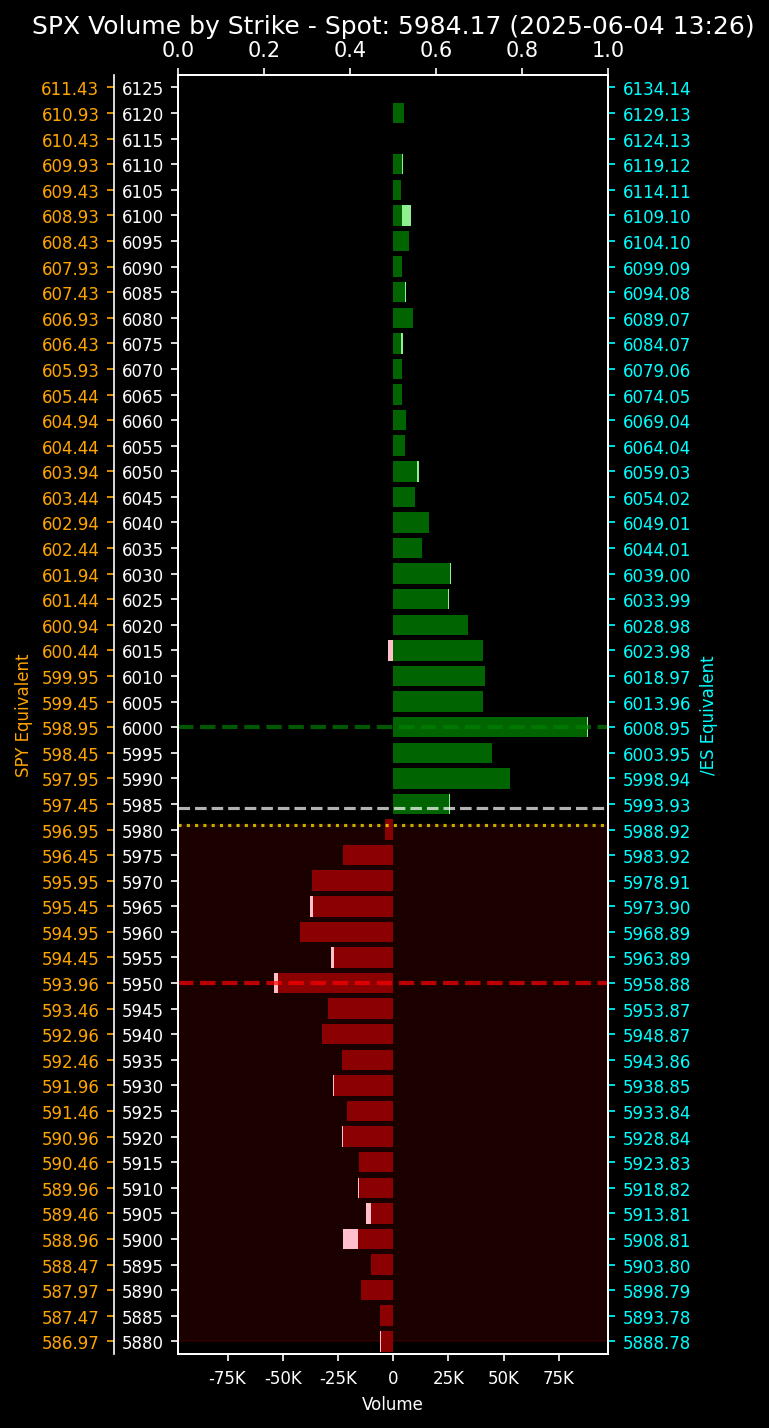 SPX Volume by Strike - Spot: 5984.17 (2025-06-04 13:26)
0.0 0.2 0.4 0.6 0.8 1.0
611.43 6125 6134.14
610.93 6120 6129.13
610.43 6115 6124.13
609.93 6110 6119.12
609.43 6105 6114.11
608.93 6100 6109.10
608.43 6095 6104.10
607.93 6090 6099.09
607.43 6085 6094.08
606.93 6080 6089.07
606.43 6075 6084.07
605.93 6070 6079.06
605.44 6065 6074.05
604.94 6060 6069.04
604.44 6055 6064.04
603.94 6050 6059.03
603.44 6045 6054.02
602.94 6040 6049.01
602.44 6035 6044.01
601.94 6030 6039.00
601.44 6025 6033.99
600.94 6020 6028.98
600.44 6015 6023.98
599.95 6010 6018.97
599.45 6005 6013.96
598.95 6000 6008.95
598.45 5995 6003.95
597.95 5990 5998.94
597.45 5985 5993.93
596.95 5980 5988.92
596.45 5975 5983.92
595.95 5970 5978.91
595.45 5965 5973.90
594.95 5960 5968.89
594.45 5955 5963.89
593.96 5950 5958.88
593.46 5945 5953.87
592.96 5940 5948.87
592.46 5935 5943.86
591.96 5930 5938.85
591.46 5925 5933.84
590.96 5920 5928.84
590.46 5915 5923.83
589.96 5910 5918.82
589.46 5905 5913.81
588.96 5900 5908.81
588.47 5895 5903.80
587.97 5890 5898.79
587.47 5885 5893.78
586.97 5880 5888.78
SPY Equivalent
/ES Equivalent
-75K -50K -25K 0 25K 50K 75K
Volume